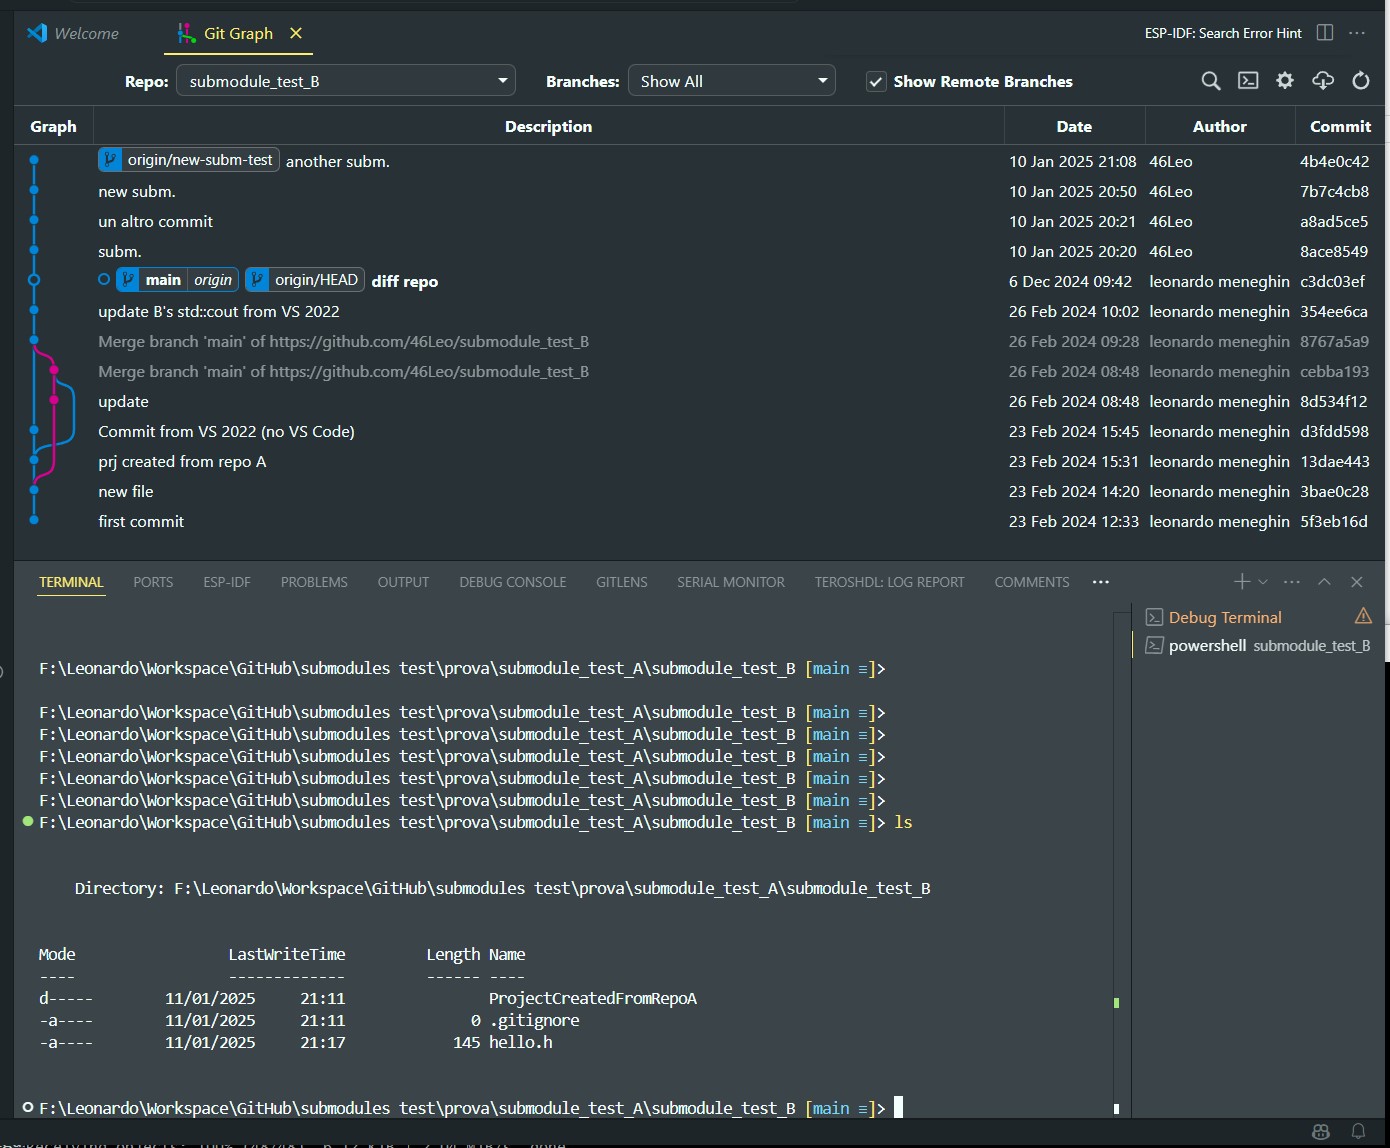 Welcome
Git Graph
ESP-IDF: Search Error Hint
Repo: submodule_test_B Branches: Show All Show Remote Branches
Graph Description Date Author Commit
origin/new-subm-test another subm. 10 Jan 2025 21:08 46Leo 4b4e0c42
new subm. 10 Jan 2025 20:50 46Leo 7b7c4cb8
un altro commit 10 Jan 2025 20:21 46Leo a8ad5ce5
subm. 10 Jan 2025 20:20 46Leo 8ace8549
main origin origin/HEAD diff repo 6 Dec 2024 09:42 leonardo meneghin c3dc03ef
update B's std::cout from VS 2022 26 Feb 2024 10:02 leonardo meneghin 354ee6ca
Merge branch 'main' of https://github.com/46Leo/submodule_test_B 26 Feb 2024 09:28 leonardo meneghin 8767a5a9
Merge branch 'main' of https://github.com/46Leo/submodule_test_B 26 Feb 2024 08:48 leonardo meneghin cebba193
update 26 Feb 2024 08:48 leonardo meneghin 8d534f12
Commit from VS 2022 (no VS Code) 23 Feb 2024 15:45 leonardo meneghin d3fdd598
prj created from repo A 23 Feb 2024 15:31 leonardo meneghin 13dae443
new file 23 Feb 2024 14:20 leonardo meneghin 3bae0c28
first commit 23 Feb 2024 12:33 leonardo meneghin 5f3eb16d
TERMINAL PORTS ESP-IDF PROBLEMS OUTPUT DEBUG CONSOLE GITLENS SERIAL MONITOR TEROSHDL: LOG REPORT COMMENTS
Debug Terminal
powershell submodule_test_B
F:\Leonardo\Workspace\GitHub\submodules test\prova\submodule_test_A\submodule_test_B [main ≡]>
F:\Leonardo\Workspace\GitHub\submodules test\prova\submodule_test_A\submodule_test_B [main ≡]>
F:\Leonardo\Workspace\GitHub\submodules test\prova\submodule_test_A\submodule_test_B [main ≡]>
F:\Leonardo\Workspace\GitHub\submodules test\prova\submodule_test_A\submodule_test_B [main ≡]>
F:\Leonardo\Workspace\GitHub\submodules test\prova\submodule_test_A\submodule_test_B [main ≡]>
F:\Leonardo\Workspace\GitHub\submodules test\prova\submodule_test_A\submodule_test_B [main ≡]>
F:\Leonardo\Workspace\GitHub\submodules test\prova\submodule_test_A\submodule_test_B [main ≡]> ls
Directory: F:\Leonardo\Workspace\GitHub\submodules test\prova\submodule_test_A\submodule_test_B
Mode LastWriteTime Length Name
---- ------------- ------ ----
d----- 11/01/2025 21:11 ProjectCreatedFromRepoA
-a---- 11/01/2025 21:11 0 .gitignore
-a---- 11/01/2025 21:17 145 hello.h
F:\Leonardo\Workspace\GitHub\submodules test\prova\submodule_test_A\submodule_test_B [main ≡]>